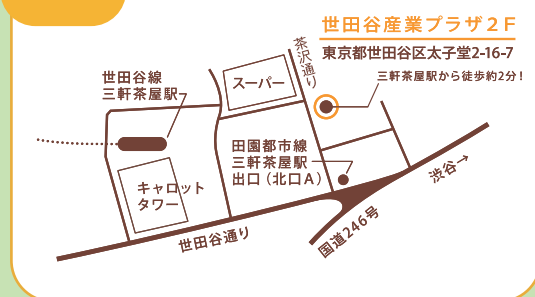 世田谷産業プラザ2F
東京都世田谷区太子堂2-16-7
三軒茶屋駅から徒歩約2分!
茶沢通り
スーパー
世田谷線
三軒茶屋駅
田園都市線
三軒茶屋駅
出口(北口A)
キャロット
タワー
世田谷通り
国道246号
渋谷→